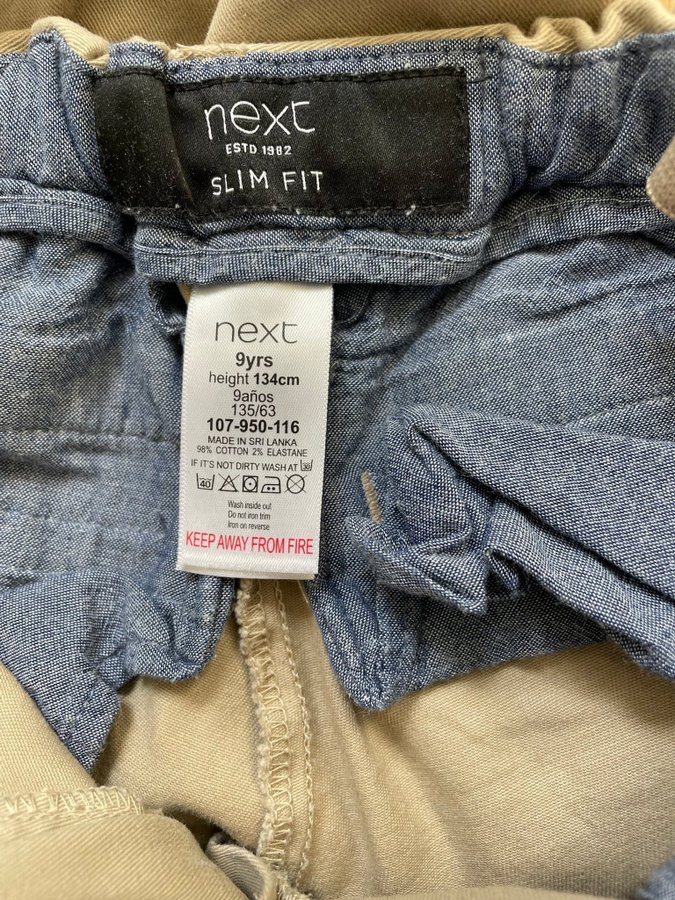 next
ESTD 1982
SLIM FIT
next
9yrs
height 134cm
9años
135/63
107-950-116
MADE IN SRI LANKA
98% COTTON 2% ELASTANE
IF IT'S NOT DIRTY WASH AT 30
40
Wash inside out
Do not iron trim
Iron on reverse
KEEP AWAY FROM FIRE